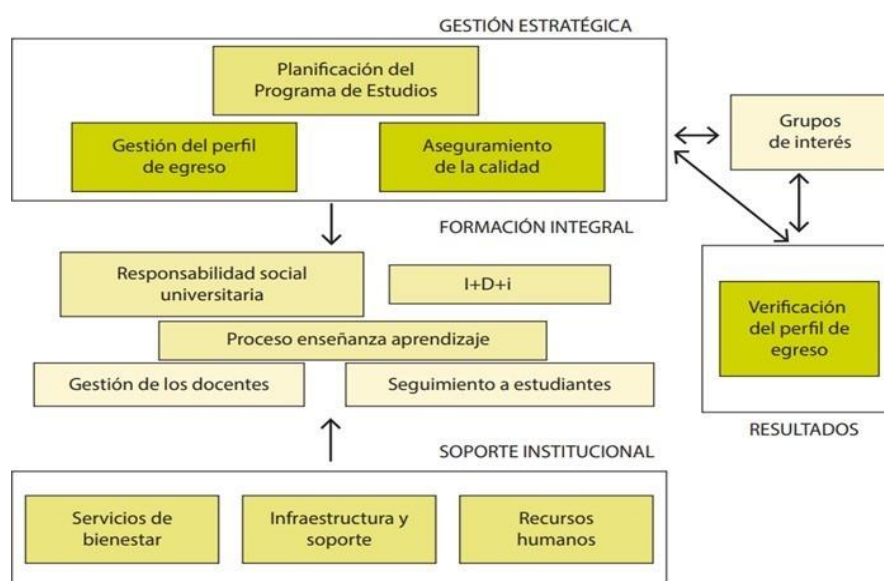 GESTIÓN ESTRATÉGICA
Planificación del
Programa de Estudios
Gestión del perfil
de egreso
Aseguramiento
de la calidad
Grupos
de interés
FORMACIÓN INTEGRAL
Responsabilidad social
universitaria
I+D+i
Proceso enseñanza aprendizaje
Gestión de los docentes
Seguimiento a estudiantes
Verificación
del perfil de
egreso
RESULTADOS
SOPORTE INSTITUCIONAL
Servicios de
bienestar
Infraestructura y
soporte
Recursos
humanos